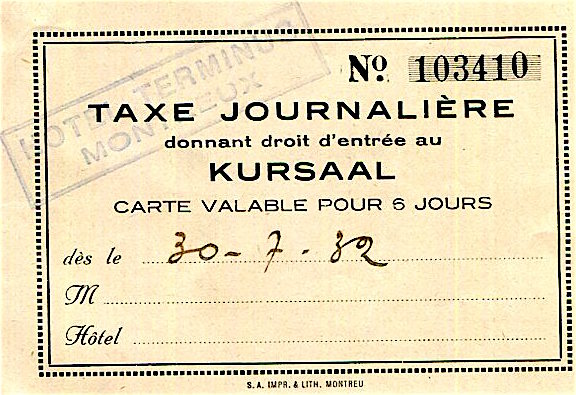 HOTEL TERMINUS
MONTREUX
No. 103410
TAXE JOURNALIÈRE
donnant droit d'entrée au
KURSAAL
CARTE VALABLE POUR 6 JOURS
dès le 30-7-32
M
Hôtel
S. A. IMPR. & LITH. MONTREU